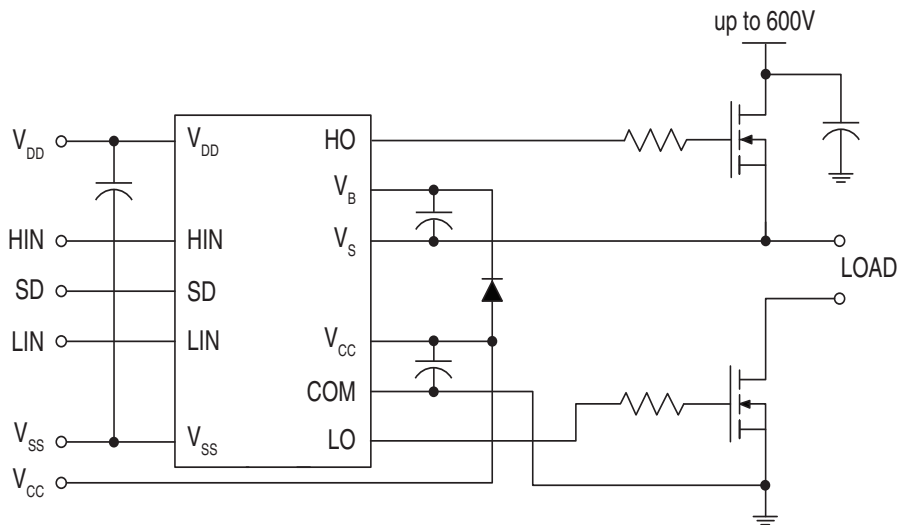 up to 600V
V_DD
V_DD
HO
V_B
HIN
HIN
V_S
LOAD
SD
SD
LIN
LIN
V_CC
COM
V_SS
V_SS
LO
V_CC